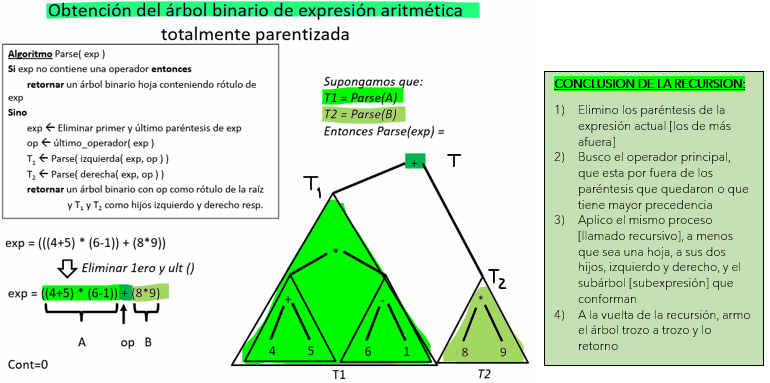 Obtención del árbol binario de expresión aritmética
totalmente parentizada
Algoritmo Parse( exp )
Si exp no contiene una operador entonces
retornar un árbol binario hoja conteniendo rótulo de
exp
Sino
exp ← Eliminar primer y último paréntesis de exp
op ← último_operador( exp )
T₁ ← Parse( izquierda( exp, op ) )
T₂ ← Parse( derecha( exp, op ) )
retornar un árbol binario con op como rótulo de la raíz
y T₁ y T₂ como hijos izquierdo y derecho resp.
exp = (((4+5) * (6-1)) + (8*9))
Eliminar 1ero y ult ()
exp = ((4+5) * (6-1)) + (8*9)
A op B
Cont=0
Supongamos que:
T1 = Parse(A)
T2 = Parse(B)
Entonces Parse(exp) =
+ T
T₁
*
T₂
+ - *
4 5 6 1 8 9
T1 T2
CONCLUSION DE LA RECURSION:
1) Elimino los paréntesis de la
expresión actual [los de más
afuera]
2) Busco el operador principal,
que esta por fuera de los
paréntesis que quedaron o que
tiene mayor precedencia
3) Aplico el mismo proceso
[llamado recursivo], a menos
que sea una hoja, a sus dos
hijos, izquierdo y derecho, y el
subárbol [subexpresión] que
conforman
4) A la vuelta de la recursión, armo
el árbol trozo a trozo y lo
retorno